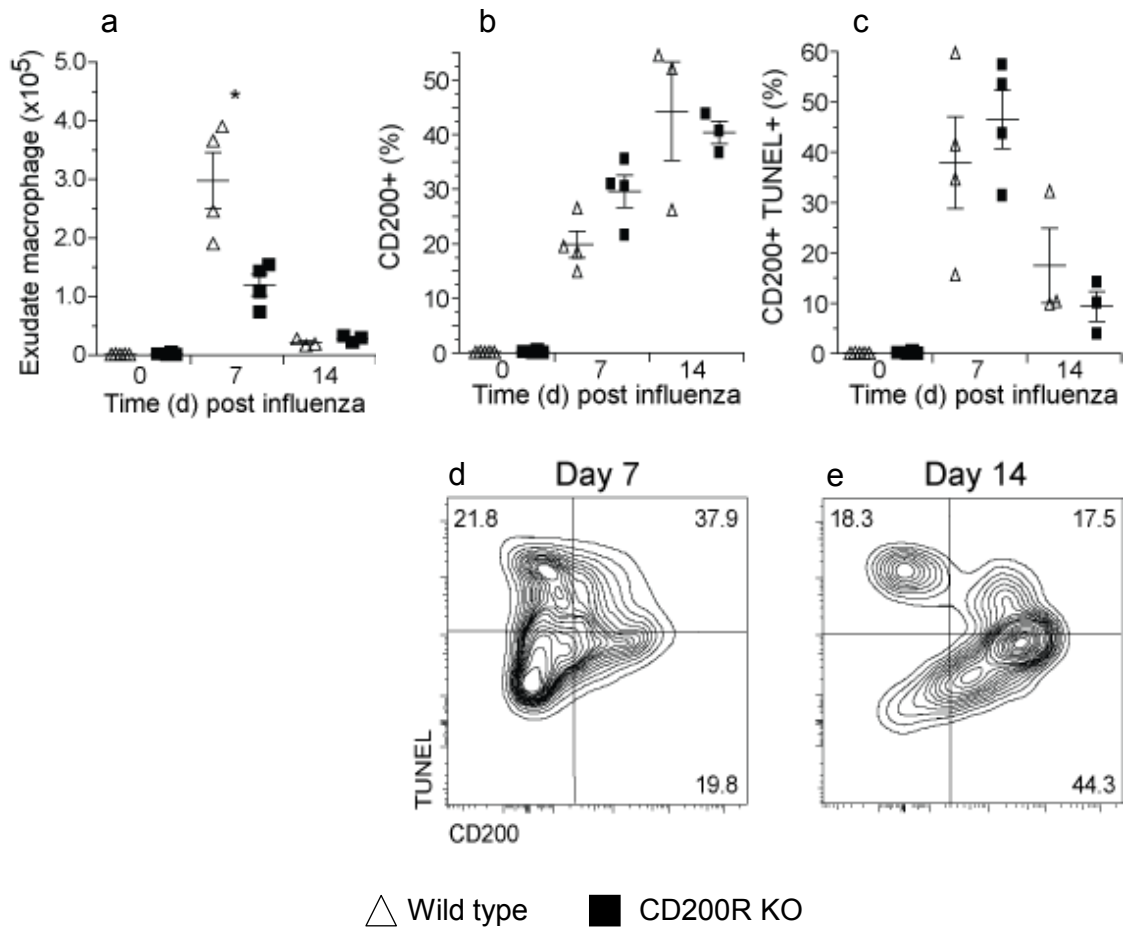 a
b
c
Exudate macrophage (x10⁵)
5.0
4.0
3.0
2.0
1.0
0
*
0
7
14
Time (d) post influenza
CD200+ (%)
50
40
30
20
10
0
0
7
14
Time (d) post influenza
CD200+ TUNEL+ (%)
60
50
40
30
20
10
0
0
7
14
Time (d) post influenza
d
Day 7
e
Day 14
21.8
37.9
19.8
TUNEL
CD200
18.3
17.5
44.3
Wild type
CD200R KO